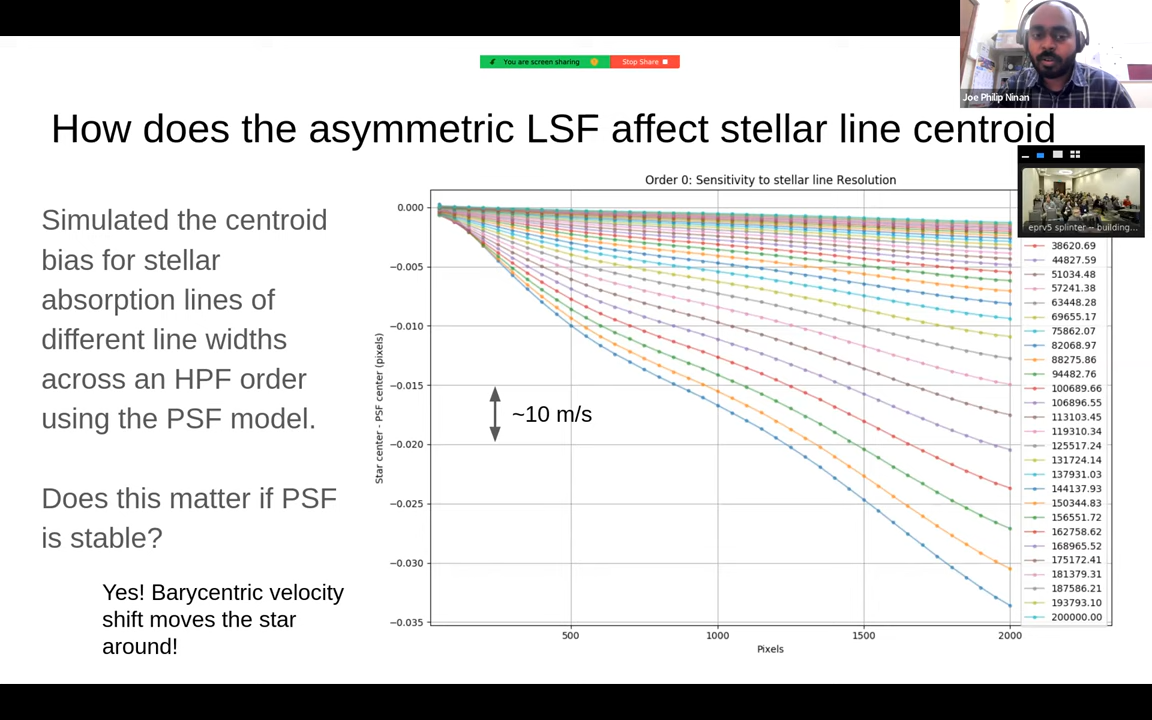 You are screen sharing Stop Share
Joe Philip Ninan
How does the asymmetric LSF affect stellar line centroid
eprv5 splinter – building...
Simulated the centroid
bias for stellar
absorption lines of
different line widths
across an HPF order
using the PSF model.
Does this matter if PSF
is stable?
Yes! Barycentric velocity
shift moves the star
around!
Order 0: Sensitivity to stellar line Resolution
Star center - PSF center (pixels)
0.000
−0.005
−0.010
−0.015
−0.020
−0.025
−0.030
−0.035
~10 m/s
500
1000
1500
2000
Pixels
38620.69
44827.59
51034.48
57241.38
63448.28
69655.17
75862.07
82068.97
88275.86
94482.76
100689.66
106896.55
113103.45
119310.34
125517.24
131724.14
137931.03
144137.93
150344.83
156551.72
162758.62
168965.52
175172.41
181379.31
187586.21
193793.10
200000.00